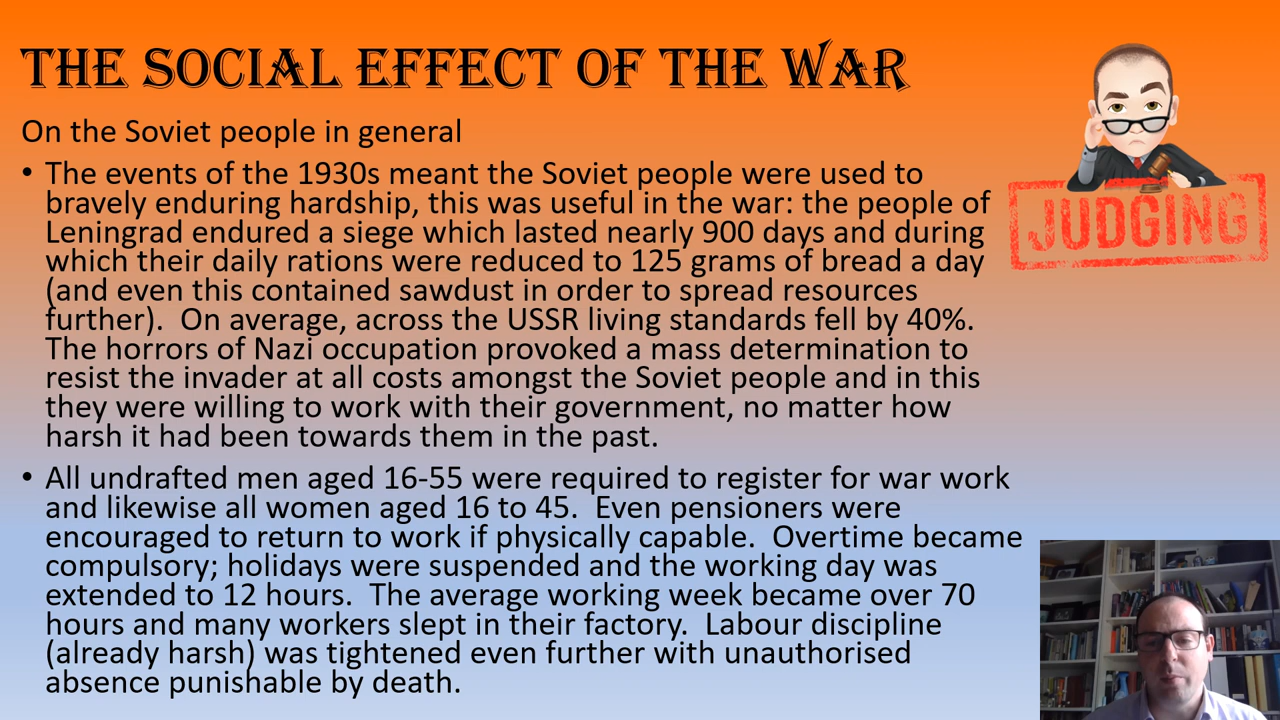 THE SOCIAL EFFECT OF THE WAR
On the Soviet people in general
• The events of the 1930s meant the Soviet people were used to
bravely enduring hardship, this was useful in the war: the people of
Leningrad endured a siege which lasted nearly 900 days and during
which their daily rations were reduced to 125 grams of bread a day
(and even this contained sawdust in order to spread resources
further).  On average, across the USSR living standards fell by 40%.
The horrors of Nazi occupation provoked a mass determination to
resist the invader at all costs amongst the Soviet people and in this
they were willing to work with their government, no matter how
harsh it had been towards them in the past.
• All undrafted men aged 16-55 were required to register for war work
and likewise all women aged 16 to 45.  Even pensioners were
encouraged to return to work if physically capable.  Overtime became
compulsory; holidays were suspended and the working day was
extended to 12 hours.  The average working week became over 70
hours and many workers slept in their factory.  Labour discipline
(already harsh) was tightened even further with unauthorised
absence punishable by death.
JUDGING